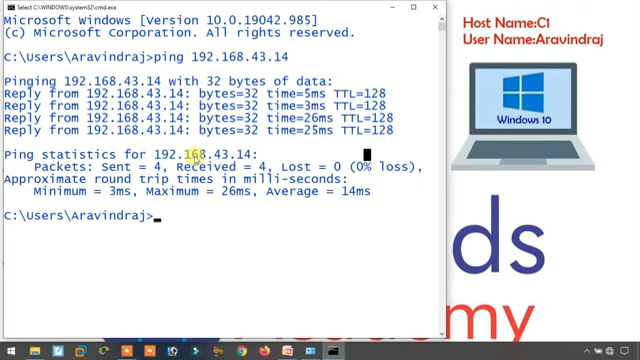 Select C:\WINDOWS\system32\cmd.exe
Microsoft Windows [Version 10.0.19042.985]
(c) Microsoft Corporation. All rights reserved.
C:\Users\Aravindraj>ping 192.168.43.14
Pinging 192.168.43.14 with 32 bytes of data:
Reply from 192.168.43.14: bytes=32 time=5ms TTL=128
Reply from 192.168.43.14: bytes=32 time=3ms TTL=128
Reply from 192.168.43.14: bytes=32 time=26ms TTL=128
Reply from 192.168.43.14: bytes=32 time=25ms TTL=128
Ping statistics for 192.168.43.14:
Packets: Sent = 4, Received = 4, Lost = 0 (0% loss),
Approximate round trip times in milli-seconds:
Minimum = 3ms, Maximum = 26ms, Average = 14ms
C:\Users\Aravindraj>
Host Name:C1
User Name:Aravindraj
Windows 10
ds
my